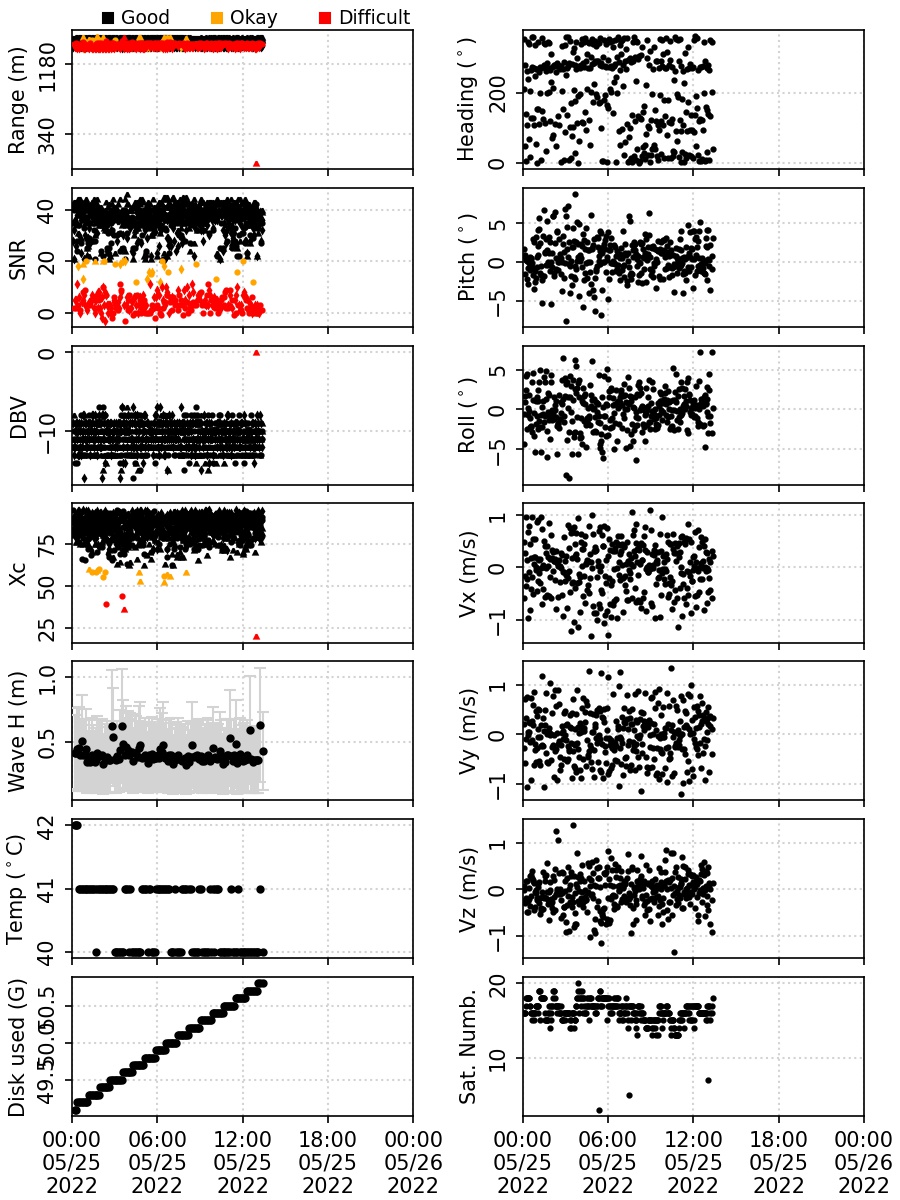 Good Okay Difficult
Range (m)
1180
340
Heading (°)
200
0
SNR
40
20
0
Pitch (°)
5
0
−5
DBV
0
−10
Roll (°)
5
0
−5
Xc
75
50
25
Vx (m/s)
1
0
−1
Wave H (m)
1.0
0.5
Vy (m/s)
1
0
−1
Temp (°C)
42
41
40
Vz (m/s)
1
0
−1
Disk used (G)
50.5
50.0
49.5
Sat. Numb.
20
10
00:00 06:00 12:00 18:00 00:00
05/25 05/25 05/25 05/25 05/26
2022 2022 2022 2022 2022
00:00 06:00 12:00 18:00 00:00
05/25 05/25 05/25 05/25 05/26
2022 2022 2022 2022 2022